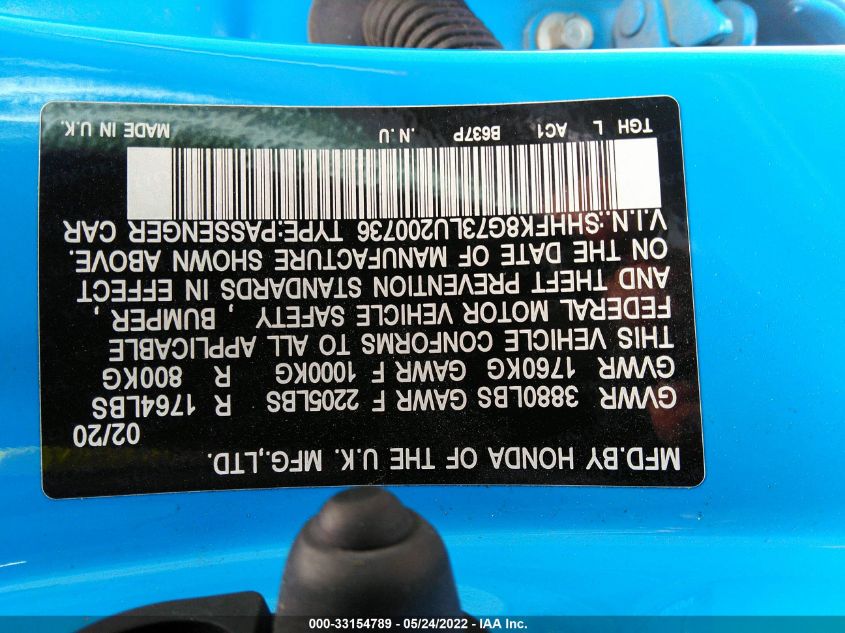 MFD.BY HONDA OF THE U.K. MFG.,LTD.
02/20
GVWR 3880LBS GAWR F 2205LBS R 1764LBS
GVWR 1760KG GAWR F 1000KG R 800KG
THIS VEHICLE CONFORMS TO ALL APPLICABLE
FEDERAL MOTOR VEHICLE SAFETY , BUMPER ,
AND THEFT PREVENTION STANDARDS IN EFFECT
ON THE DATE OF MANUFACTURE SHOWN ABOVE.
V.I.N.:SHHFK8G73LU200736 TYPE:PASSENGER CAR
TGH L AC1. B637P .N.U MADE IN U.K.
000-33154789 - 05/24/2022 - IAA Inc.